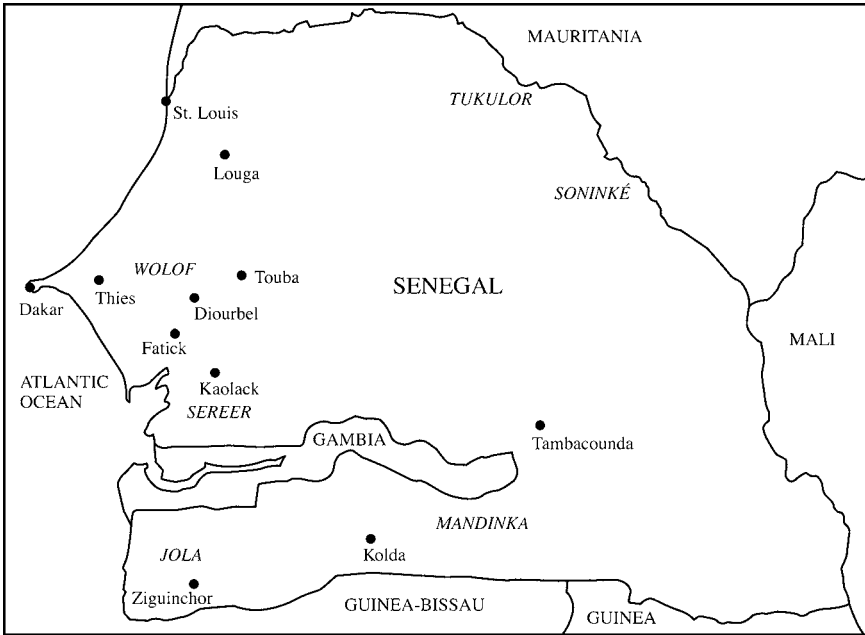 MAURITANIA
TUKULOR
St. Louis
Louga
SONINKÉ
WOLOF
Touba
SENEGAL
Thies
Dakar
Diourbel
Fatick
MALI
ATLANTIC
OCEAN
Kaolack
SEREER
GAMBIA
Tambacounda
MANDINKA
JOLA
Kolda
Ziguinchor
GUINEA-BISSAU
GUINEA